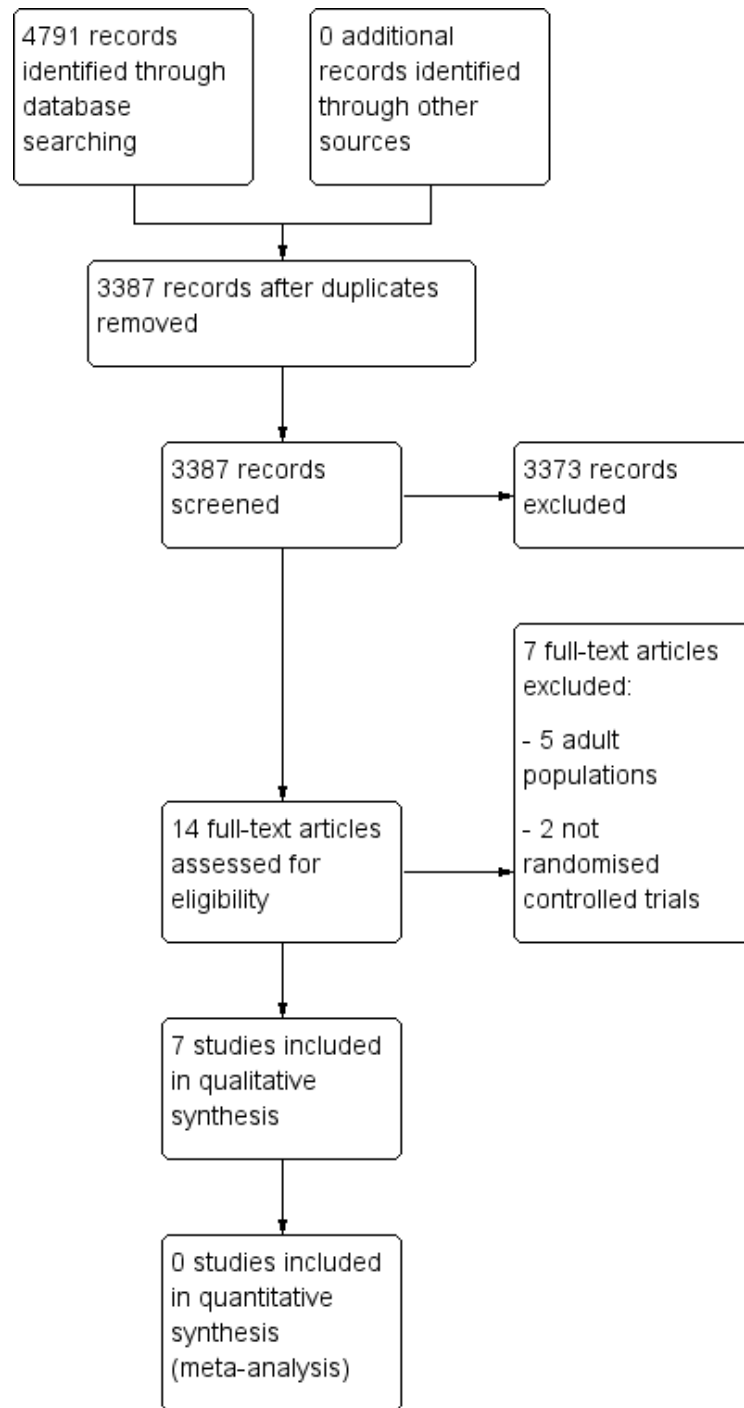 4791 records
identified through
database
searching
0 additional
records identified
through other
sources
3387 records after duplicates
removed
3387 records
screened
3373 records
excluded
7 full-text articles
excluded:
- 5 adult
populations
- 2 not
randomised
controlled trials
14 full-text articles
assessed for
eligibility
7 studies included
in qualitative
synthesis
0 studies included
in quantitative
synthesis
(meta-analysis)